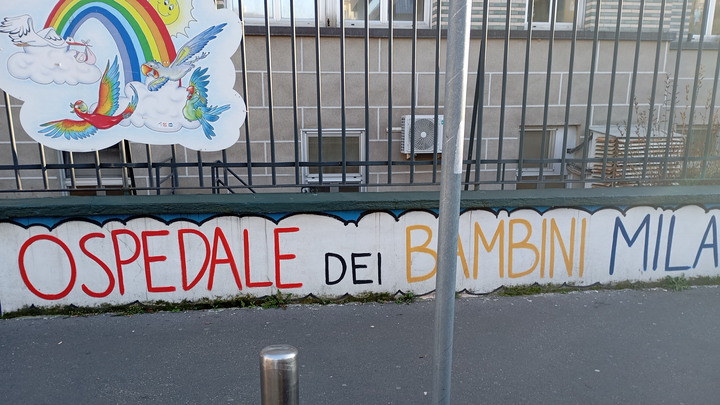 OSPEDALE DEI BAMBINI MILA